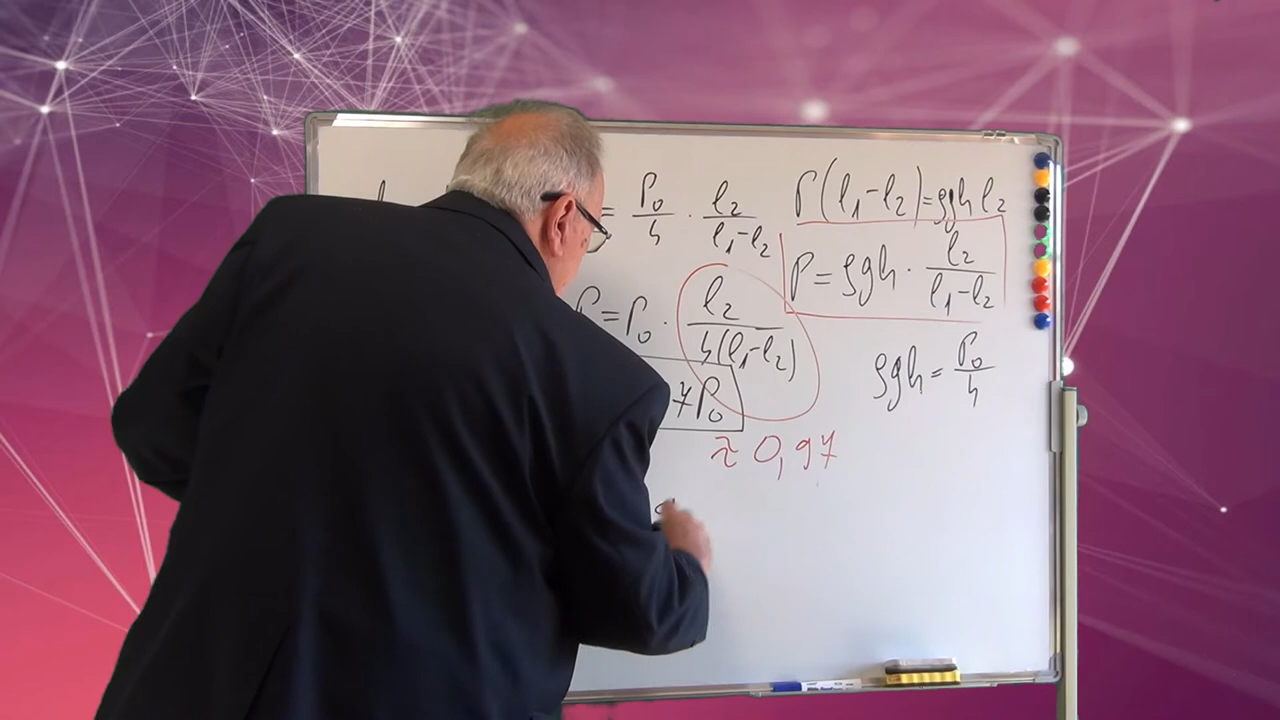 = P₀/4 · l₂/(l₁-l₂)
P(l₁-l₂)=ρgh l₂
P=ρgh · l₂/(l₁-l₂)
P=P₀ · l₂/4(l₁-l₂)
ρgh = P₀/4
7P₀
≈ 0,97